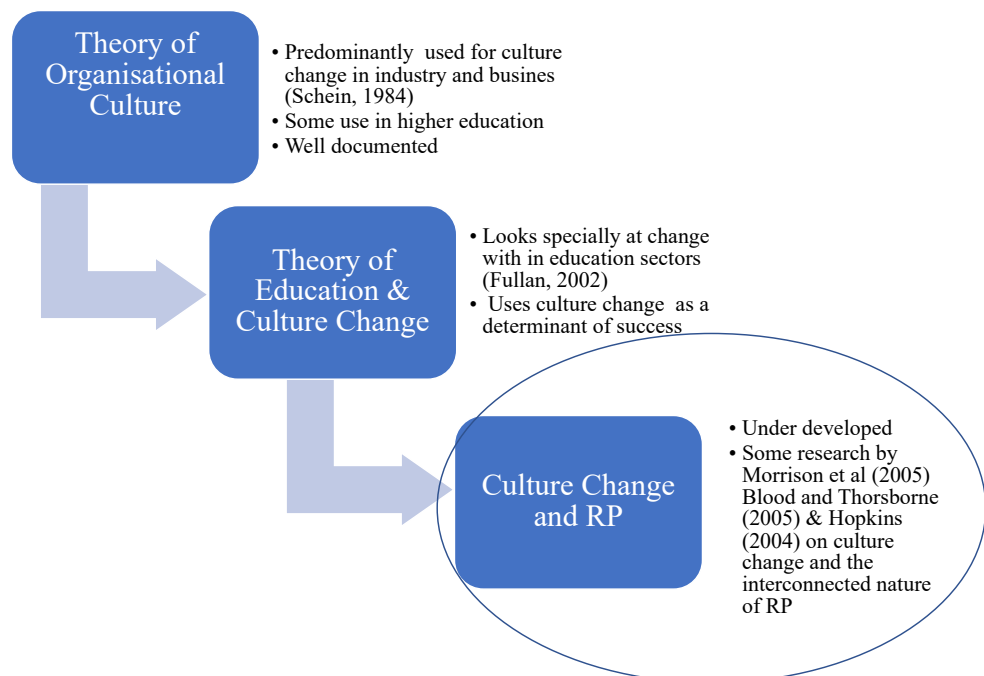 Theory of
Organisational
Culture
• Predominantly used for culture
change in industry and busines
(Schein, 1984)
• Some use in higher education
• Well documented
Theory of
Education &
Culture Change
• Looks specially at change
with in education sectors
(Fullan, 2002)
• Uses culture change as a
determinant of success
Culture Change
and RP
• Under developed
• Some research by
Morrison et al (2005)
Blood and Thorsborne
(2005) & Hopkins
(2004) on culture
change and the
interconnected nature
of RP